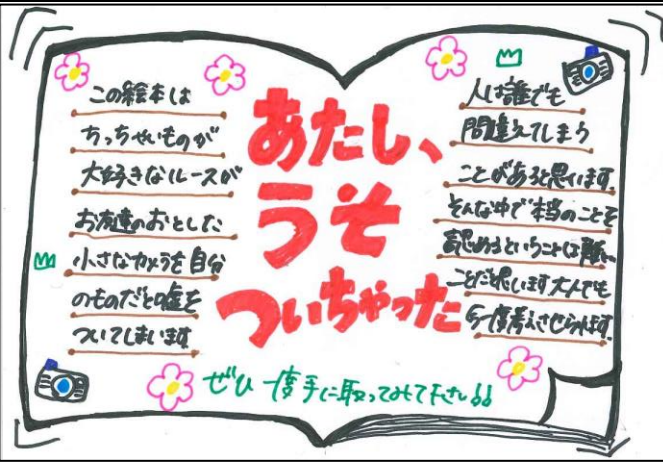 この絵本は
ちっちゃいものが
大好きなルースが
お友達のおとした
小さなカメラを自分
のものだと嘘を
ついてしまいます
あたし、
うそ
ついちゃった
人は誰でも
間違えてしまう
ことがあると思います
そんな中で本当のことを
認めるということは難しい
ことだと思います大人でも
今一度考えさせられます。
ぜひ一度手に取ってみて下さい